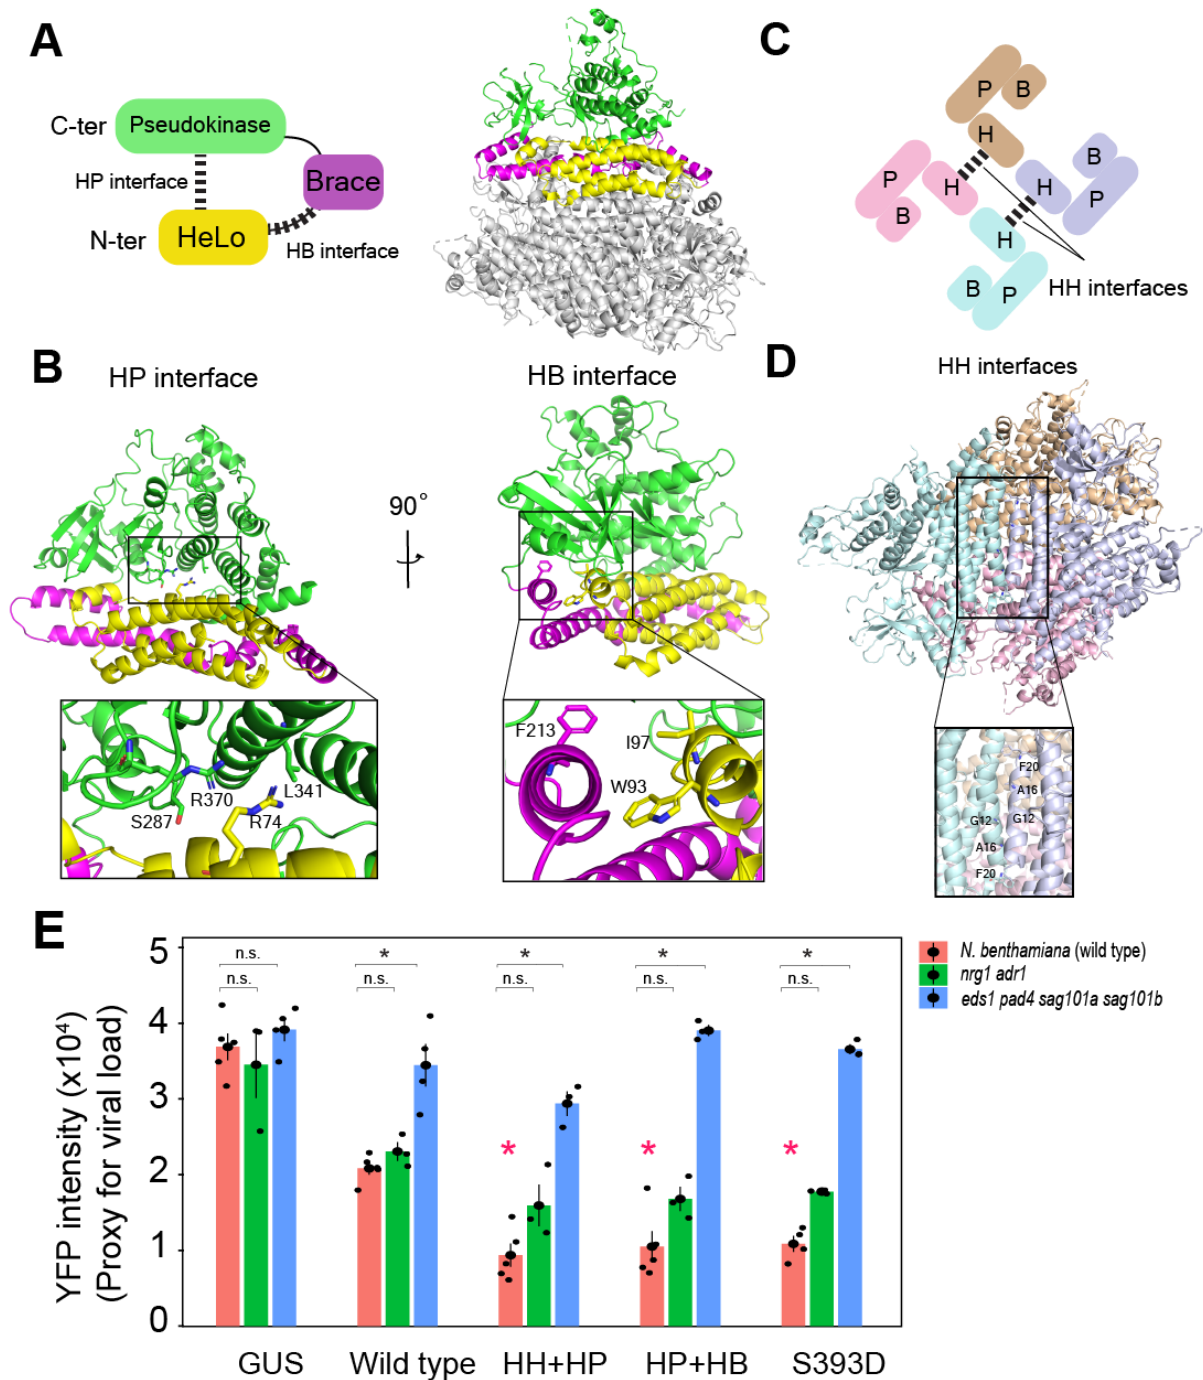 A
C-ter
Pseudokinase
HP interface
Brace
N-ter
HeLo
HB interface
C
P
B
H
P
B
H
H
B
P
H
B
P
HH interfaces
B
HP interface
90°
HB interface
S287
R370
L341
R74
F213
I97
W93
D
HH interfaces
F20
A16
G12
G12
A16
F20
E
YFP intensity (x10⁴)
(Proxy for viral load)
5
4
3
2
1
0
n.s.
n.s.
*
n.s.
*
n.s.
*
n.s.
*
n.s.
*
*
*
GUS
Wild type
HH+HP
HP+HB
S393D
N. benthamiana (wild type)
nrg1 adr1
eds1 pad4 sag101a sag101b